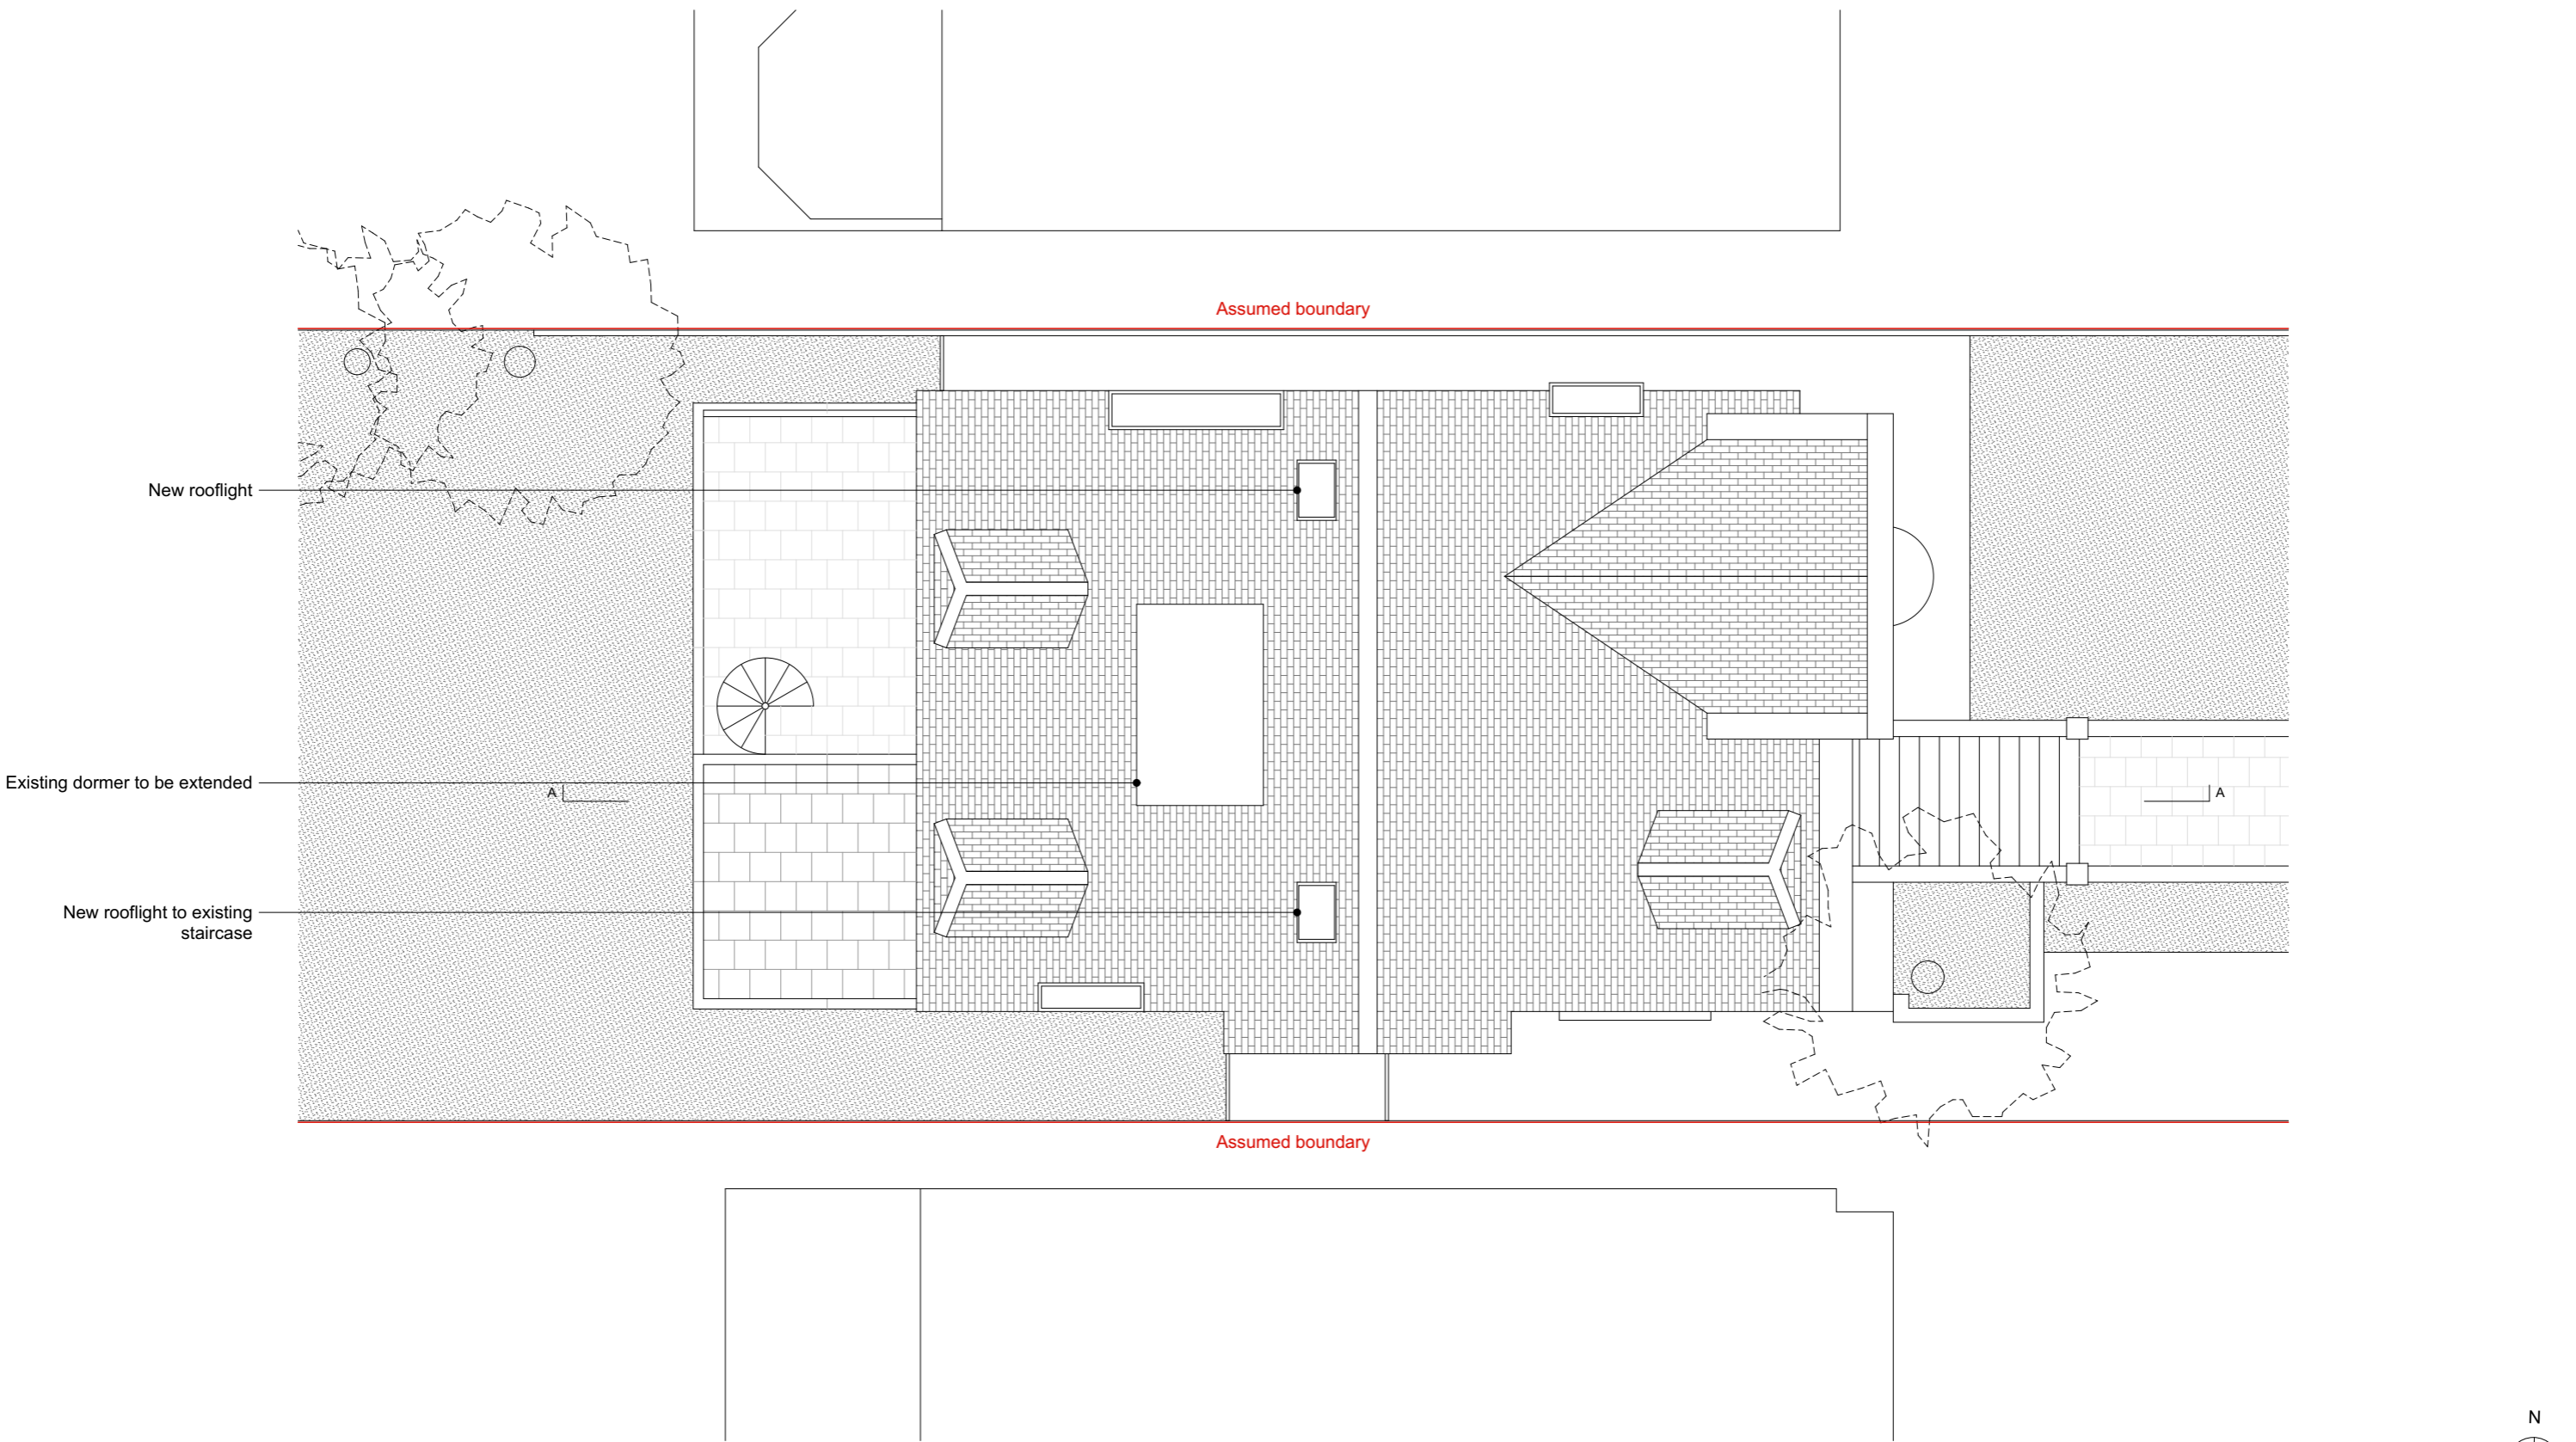 Assumed boundary
New rooflight
Existing dormer to be extended
A
A
New rooflight to existing
staircase
Assumed boundary
N